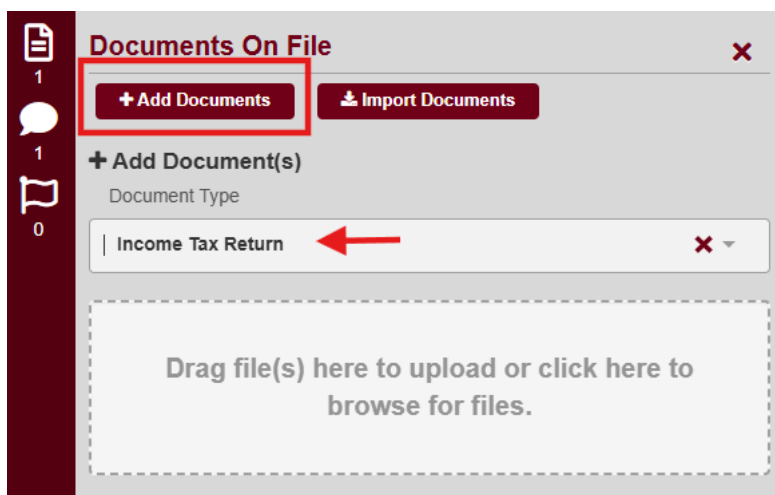 Documents On File
1
+ Add Documents
Import Documents
1
+ Add Document(s)
Document Type
0
Income Tax Return
Drag file(s) here to upload or click here to
browse for files.